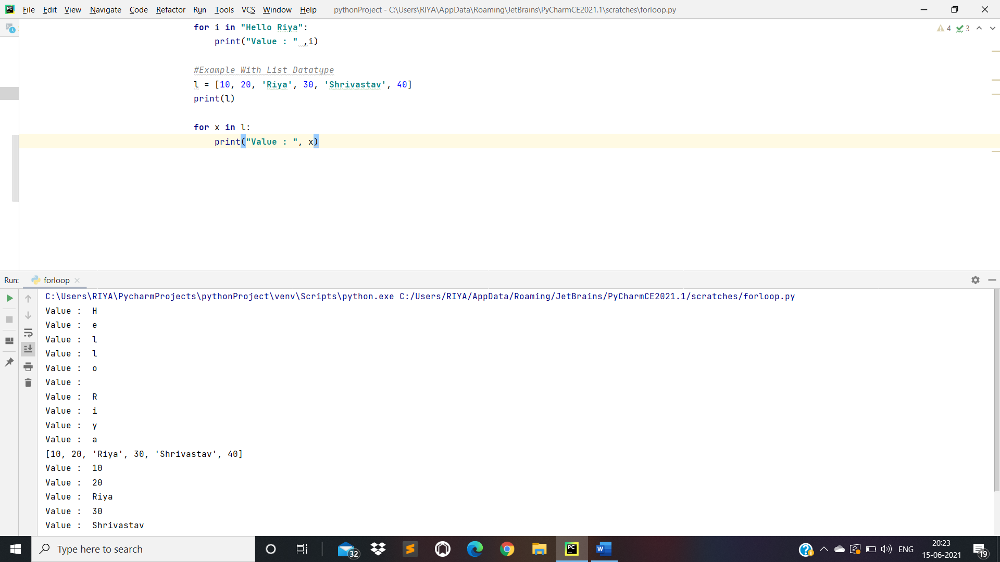 File Edit View Navigate Code Refactor Run Tools VCS Window Help pythonProject - C:\Users\RIYA\AppData\Roaming\JetBrains\PyCharmCE2021.1\scratches\forloop.py
for i in "Hello Riya":
    print("Value : " ,i)
4 3
#Example With List Datatype
l = [10, 20, 'Riya', 30, 'Shrivastav', 40]
print(l)
for x in l:
    print("Value : ", x)
Run: forloop
C:\Users\RIYA\PycharmProjects\pythonProject\venv\Scripts\python.exe C:/Users/RIYA/AppData/Roaming/JetBrains/PyCharmCE2021.1/scratches/forloop.py
Value :  H
Value :  e
Value :  l
Value :  l
Value :  o
Value :
Value :  R
Value :  i
Value :  y
Value :  a
[10, 20, 'Riya', 30, 'Shrivastav', 40]
Value :  10
Value :  20
Value :  Riya
Value :  30
Value :  Shrivastav
Type here to search
32
PC
W
ENG
20:23
15-06-2021
19